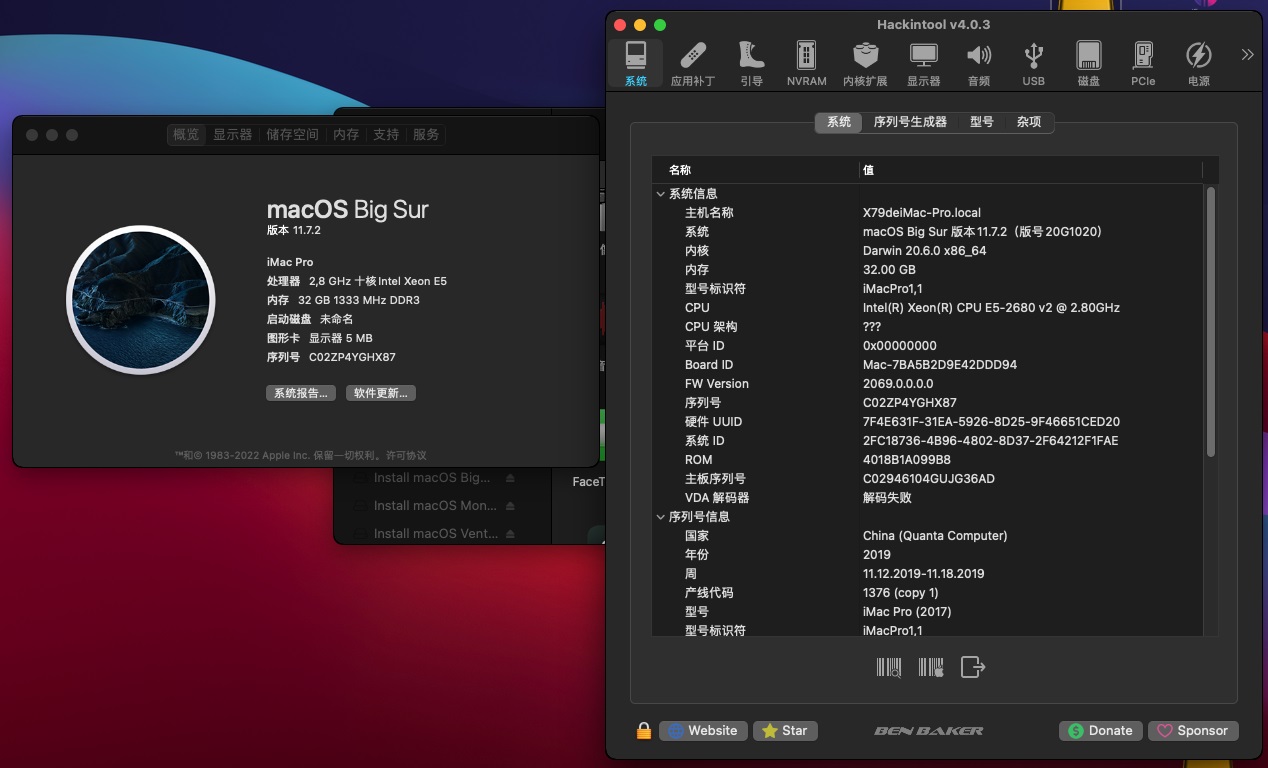 概览 显示器 储存空间 内存 支持 服务
macOS Big Sur
版本 11.7.2
iMac Pro
处理器 2,8 GHz 十核Intel Xeon E5
内存 32 GB 1333 MHz DDR3
启动磁盘 未命名
图形卡 显示器 5 MB
序列号 C02ZP4YGHX87
系统报告... 软件更新...
™和© 1983-2022 Apple Inc. 保留一切权利。许可协议
Install macOS Big...
Install macOS Mon...
Install macOS Vent...
FaceT
Hackintool v4.0.3
系统 应用补丁 引导 NVRAM 内核扩展 显示器 音频 USB 磁盘 PCIe 电源
系统 序列号生成器 型号 杂项
名称 值
系统信息
主机名称 X79deiMac-Pro.local
系统 macOS Big Sur 版本11.7.2（版号20G1020）
内核 Darwin 20.6.0 x86_64
内存 32.00 GB
型号标识符 iMacPro1,1
CPU Intel(R) Xeon(R) CPU E5-2680 v2 @ 2.80GHz
CPU 架构 ???
平台 ID 0x00000000
Board ID Mac-7BA5B2D9E42DDD94
FW Version 2069.0.0.0.0
序列号 C02ZP4YGHX87
硬件 UUID 7F4E631F-31EA-5926-8D25-9F46651CED20
系统 ID 2FC18736-4B96-4802-8D37-2F64212F1FAE
ROM 4018B1A099B8
主板序列号 C02946104GUJG36AD
VDA 解码器 解码失败
序列号信息
国家 China (Quanta Computer)
年份 2019
周 11.12.2019-11.18.2019
产线代码 1376 (copy 1)
型号 iMac Pro (2017)
型号标识符 iMacPro1,1
Website Star BEN BAKER Donate Sponsor